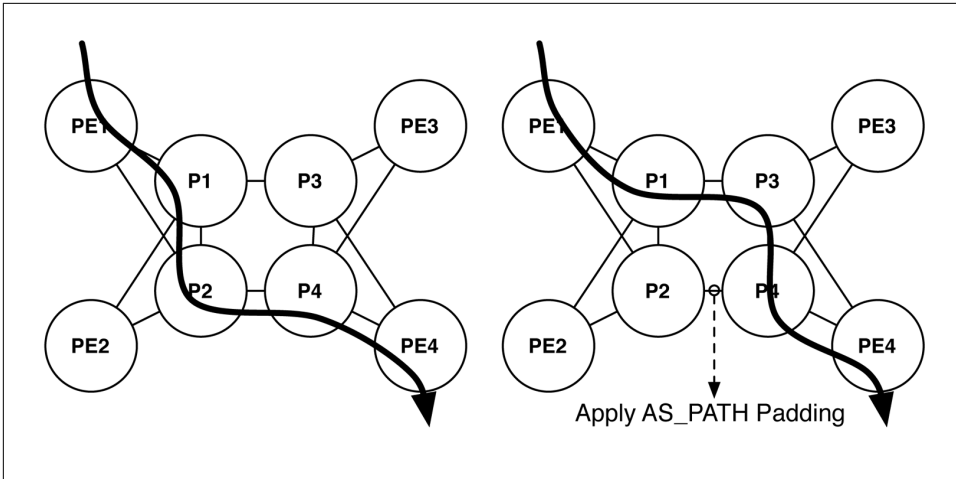 PE1
PE3
P1
P3
P2
P4
PE2
PE4
PE1
PE3
P1
P3
P2
P4
PE2
PE4
Apply AS_PATH Padding